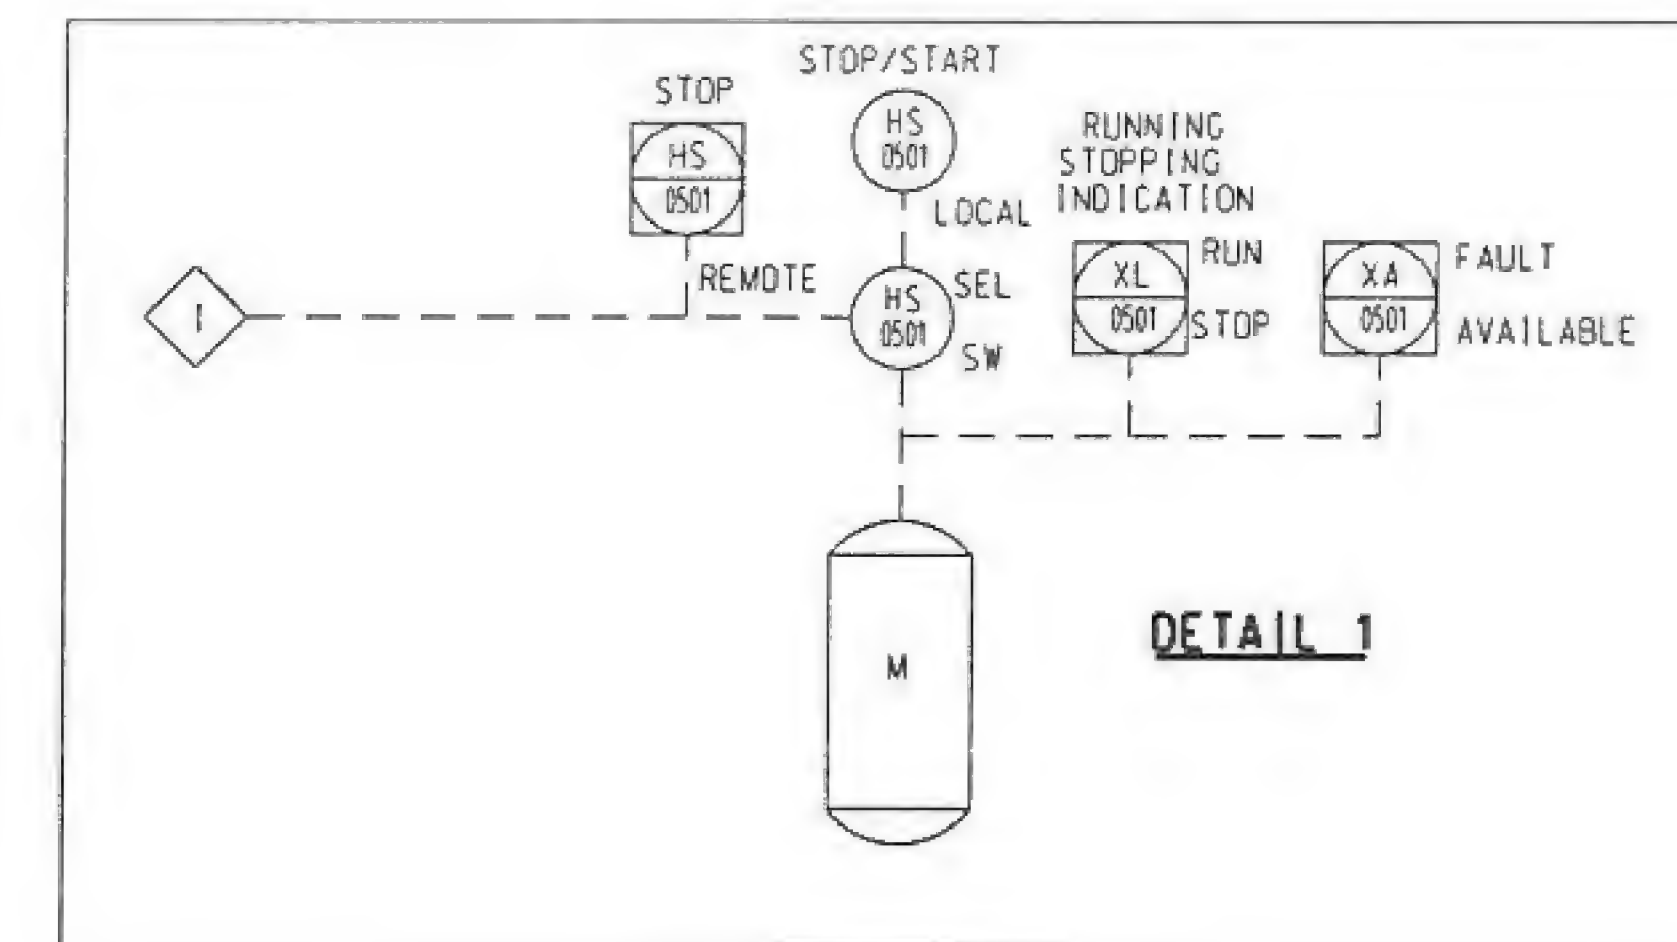 STOP/START
STOP
HS
0501
HS
0501
RUNNING
STOPPING
INDICATION
LOCAL
REMOTE
I
HS
0501
SEL
SW
XL
0501
RUN
STOP
XA
0501
FAULT
AVAILABLE
M
DETAIL 1